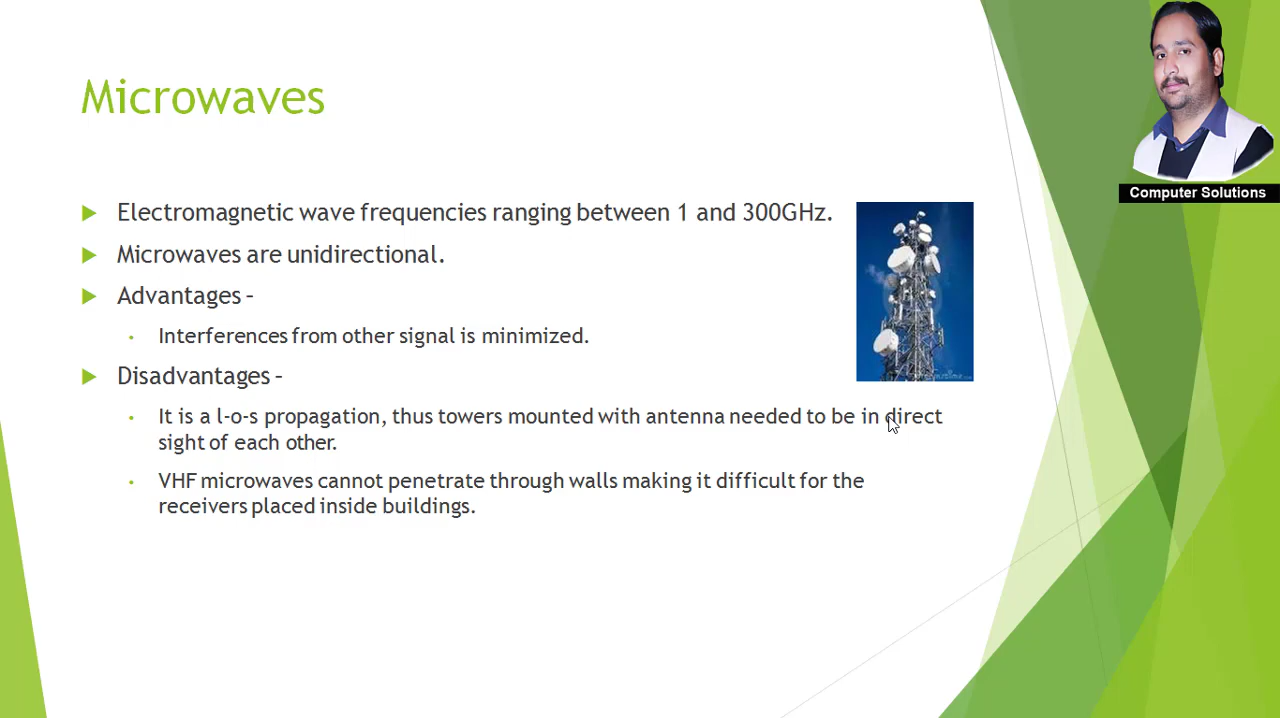 Microwaves
Computer Solutions
Electromagnetic wave frequencies ranging between 1 and 300GHz.
Microwaves are unidirectional.
Advantages –
Interferences from other signal is minimized.
Disadvantages –
It is a l-o-s propagation, thus towers mounted with antenna needed to be in direct
sight of each other.
VHF microwaves cannot penetrate through walls making it difficult for the
receivers placed inside buildings.